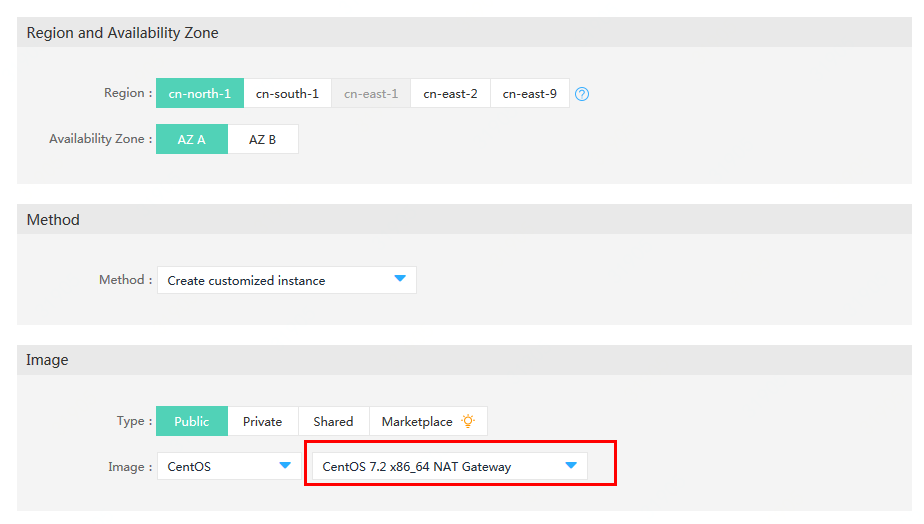 Region and Availability Zone
Region : cn-north-1 cn-south-1 cn-east-1 cn-east-2 cn-east-9 ?
Availability Zone : AZ A AZ B
Method
Method : Create customized instance
Image
Type : Public Private Shared Marketplace
Image : CentOS CentOS 7.2 x86_64 NAT Gateway